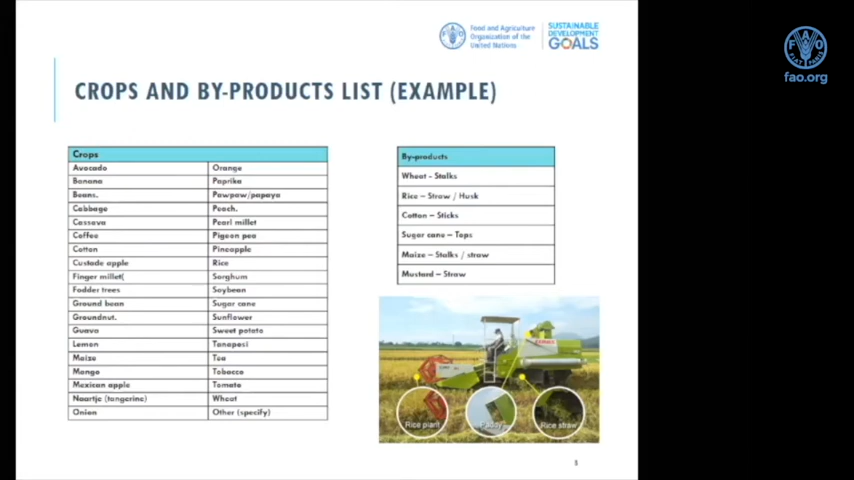 Food and Agriculture
Organization of the
United Nations
SUSTAINABLE
DEVELOPMENT
GOALS
FAO
FIAT PANIS
fao.org
CROPS AND BY-PRODUCTS LIST (EXAMPLE)
Crops
Avocado Orange
Banana Paprika
Beans. Pawpaw/papaya
Cabbage Peach.
Cassava Pearl millet
Coffee Pigeon pea
Cotton Pineapple
Custade apple Rice
Finger millet( Sorghum
Fodder trees Soybean
Ground bean Sugar cane
Groundnut. Sunflower
Guava Sweet potato
Lemon Tanaposi
Maize Tea
Mango Tobacco
Mexican apple Tomato
Naartje (tangerine) Wheat
Onion Other (specify)
By-products
Wheat - Stalks
Rice – Straw / Husk
Cotton – Sticks
Sugar cane – Tops
Maize – Stalks / straw
Mustard – Straw
Rice plant
Paddy
Rice straw